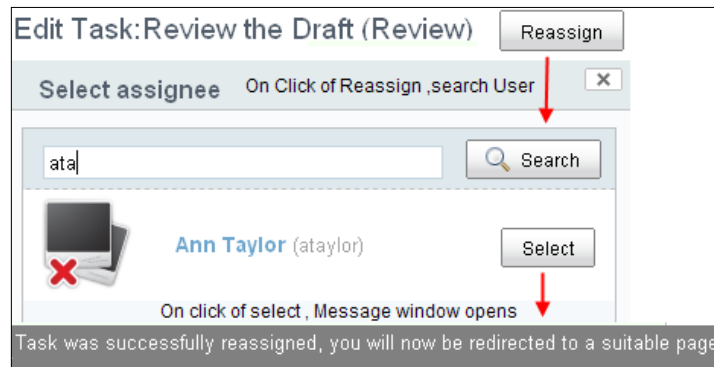 Edit Task:Review the Draft (Review) Reassign
Select assignee On Click of Reassign ,search User
ata Search
Ann Taylor (ataylor) Select
On click of select , Message window opens
Task was successfully reassigned, you will now be redirected to a suitable page